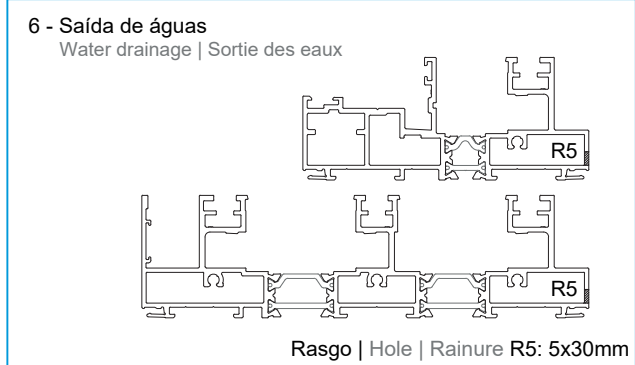 6 - Saída de águas
Water drainage | Sortie des eaux
R5
R5
Rasgo | Hole | Rainure R5: 5x30mm